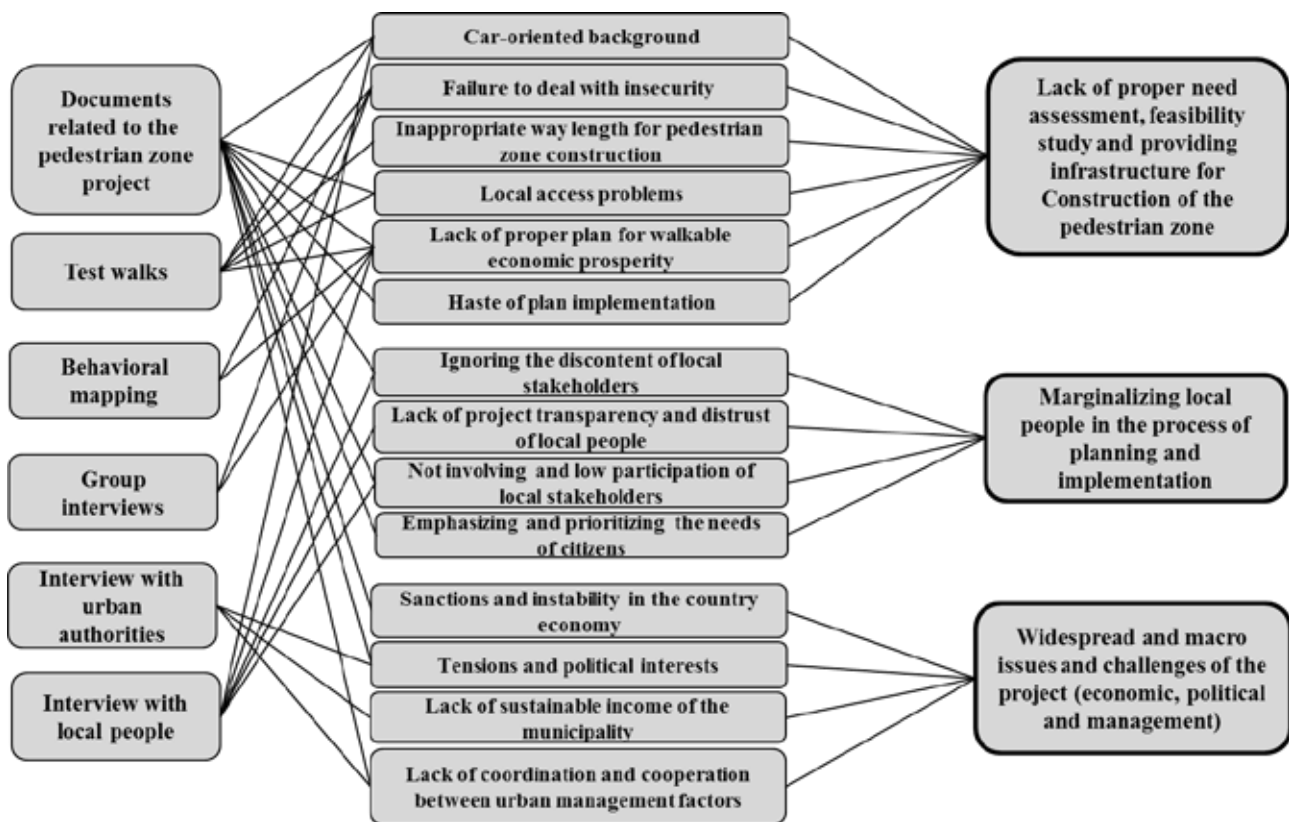 Documents
related to the
pedestrian zone
project
Test walks
Behavioral
mapping
Group
interviews
Interview with
urban
authorities
Interview with
local people
Car-oriented background
Failure to deal with insecurity
Inappropriate way length for pedestrian
zone construction
Local access problems
Lack of proper plan for walkable
economic prosperity
Haste of plan implementation
Ignoring the discontent of local
stakeholders
Lack of project transparency and distrust
of local people
Not involving and low participation of
local stakeholders
Emphasizing and prioritizing the needs
of citizens
Sanctions and instability in the country
economy
Tensions and political interests
Lack of sustainable income of the
municipality
Lack of coordination and cooperation
between urban management factors
Lack of proper need
assessment, feasibility
study and providing
infrastructure for
Construction of the
pedestrian zone
Marginalizing local
people in the process of
planning and
implementation
Widespread and macro
issues and challenges of the
project (economic, political
and management)